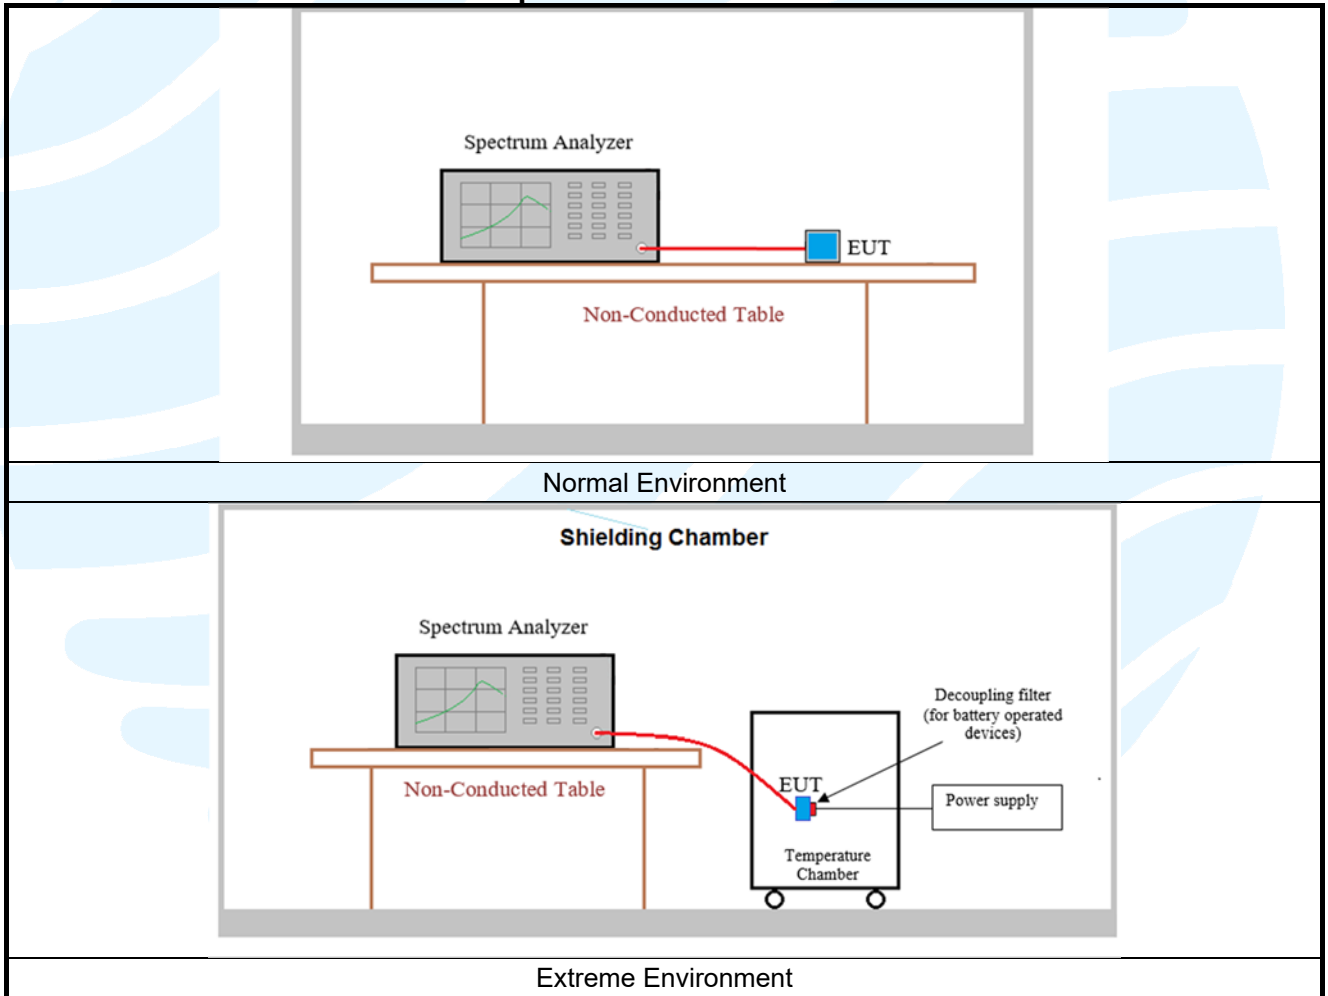 Spectrum Analyzer
EUT
Non-Conducted Table
Normal Environment
Shielding Chamber
Spectrum Analyzer
Decoupling filter
(for battery operated
devices)
EUT
Non-Conducted Table
Power supply
Temperature
Chamber
Extreme Environment